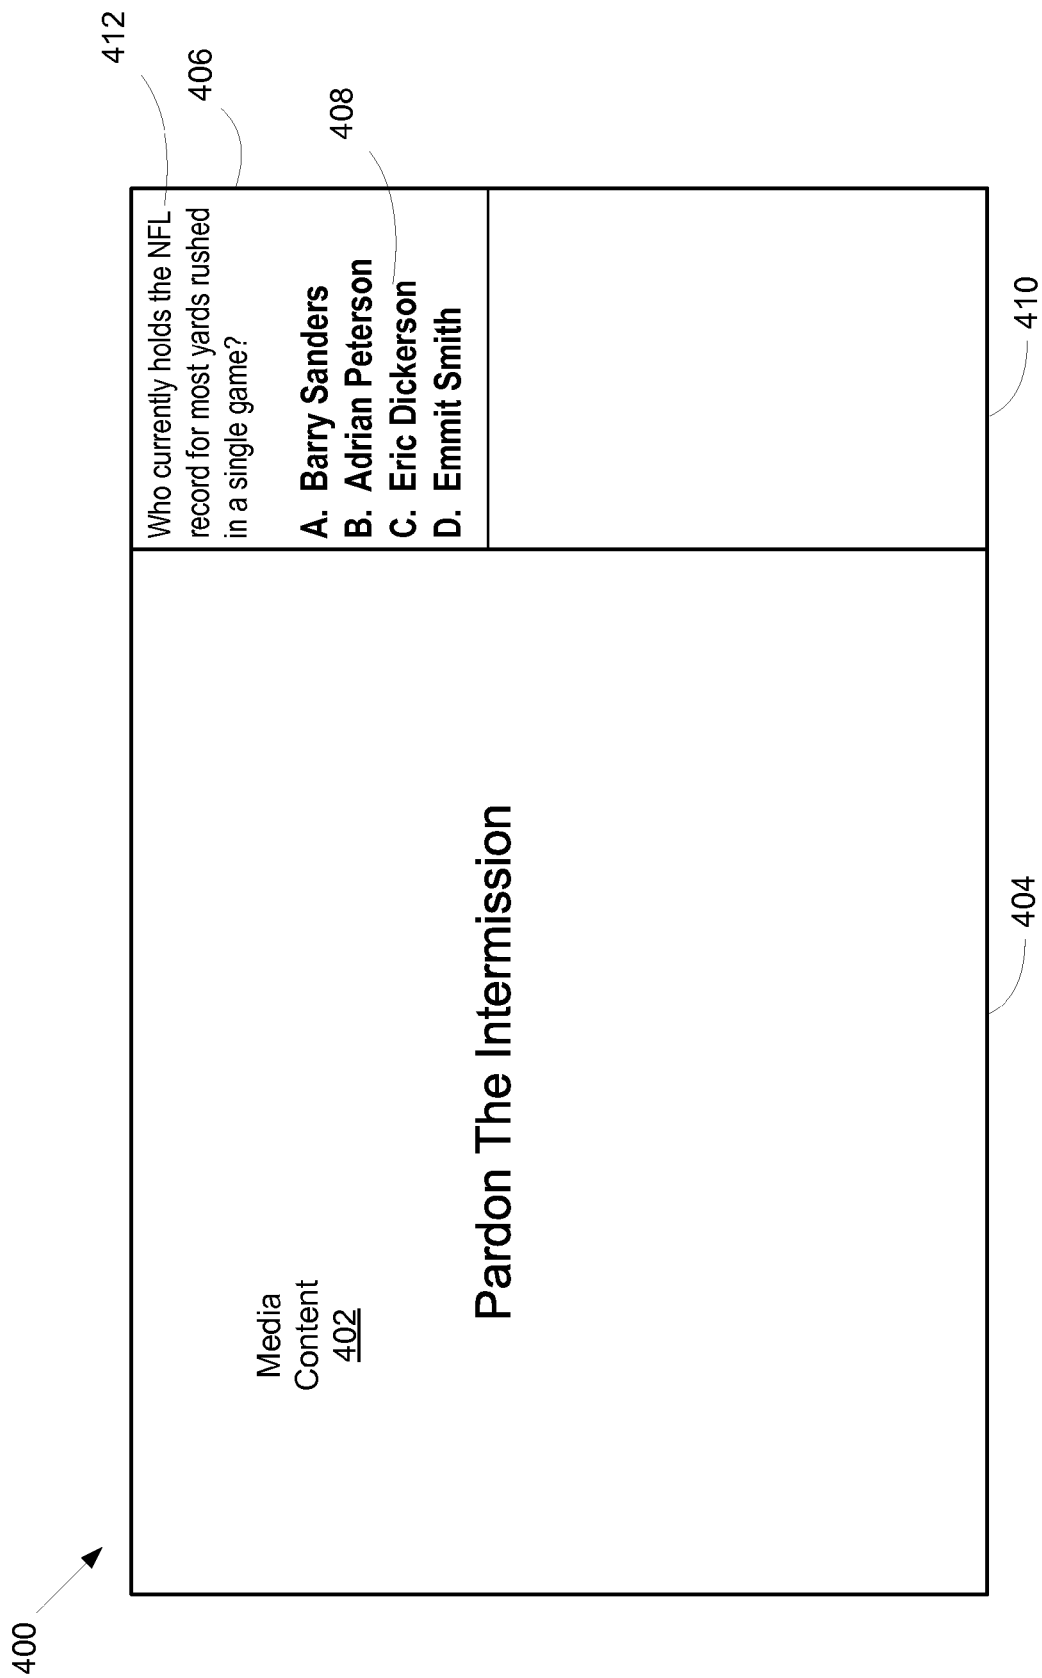 400
Media
Content
402
Pardon The Intermission
404
Who currently holds the NFL
record for most yards rushed
in a single game?
A. Barry Sanders
B. Adrian Peterson
C. Eric Dickerson
D. Emmit Smith
412
406
408
410